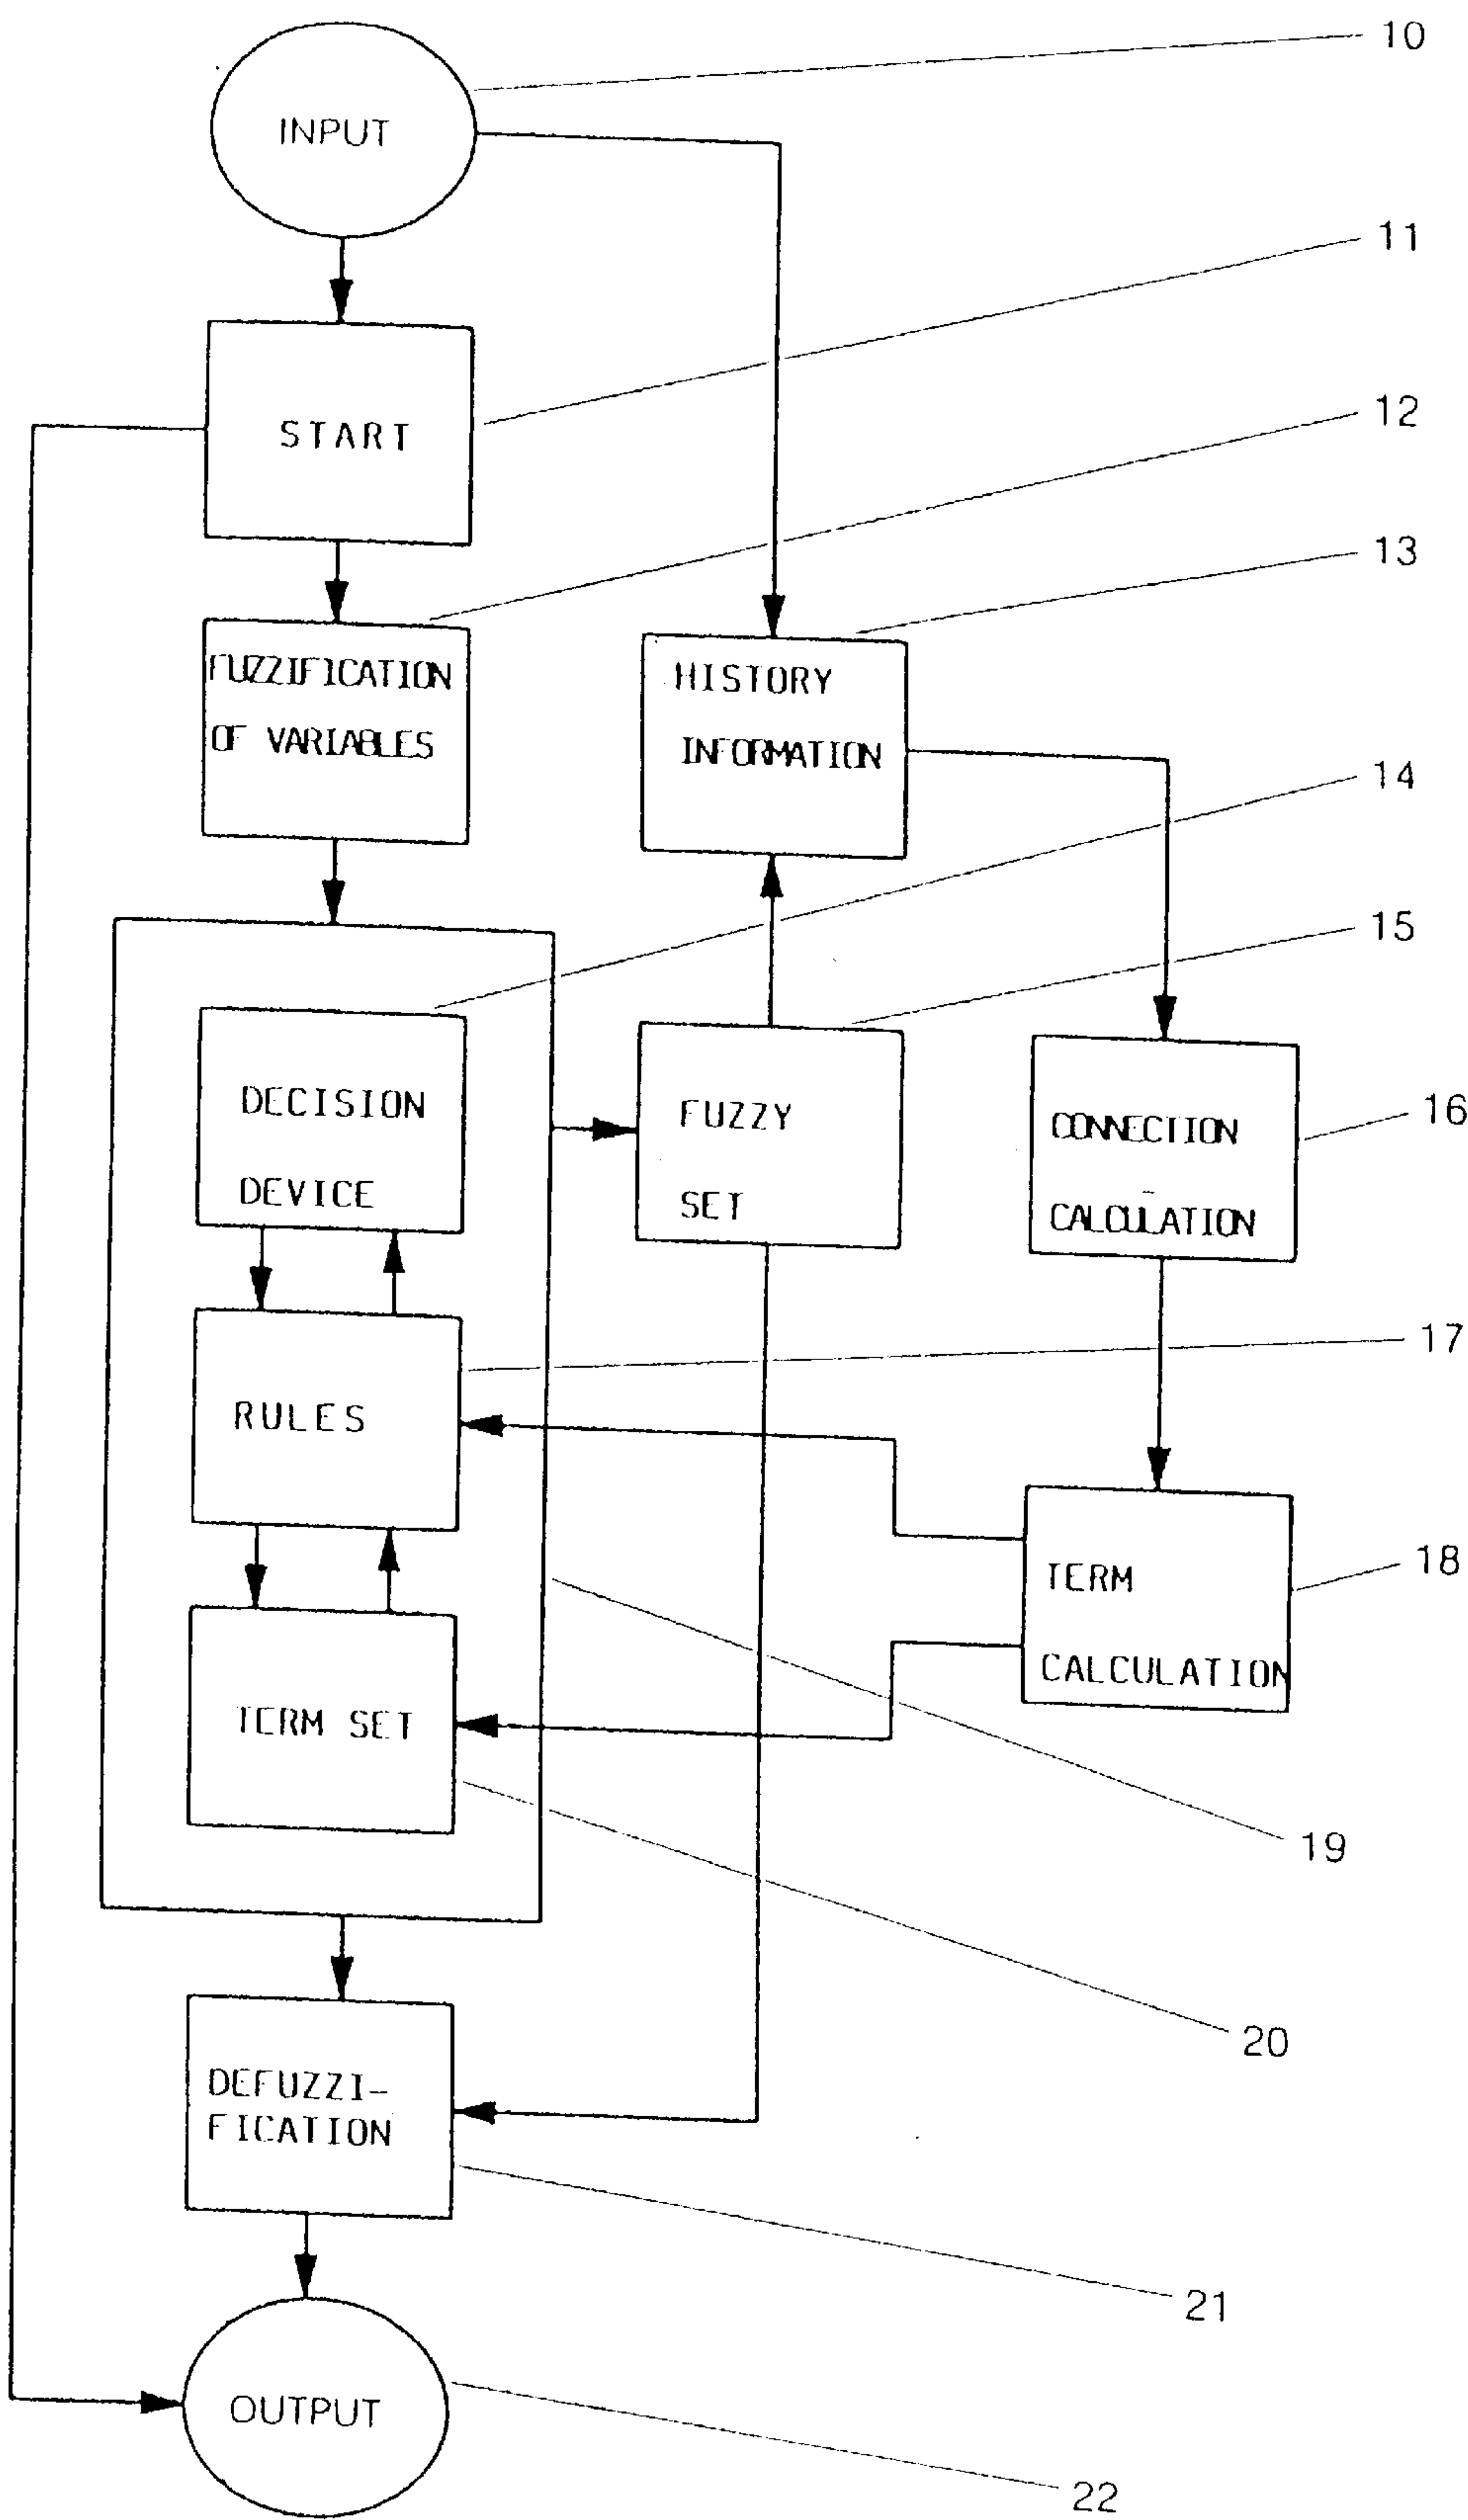 10
INPUT
11
START
12
13
FUZZIFICATION
OF VARIABLES
HISTORY
INFORMATION
14
15
DECISION
DEVICE
FUZZY
SET
16
CONNECTION
CALCULATION
17
RULES
18
TERM
CALCULATION
TERM SET
19
20
DEFUZZI-
FICATION
21
OUTPUT
22